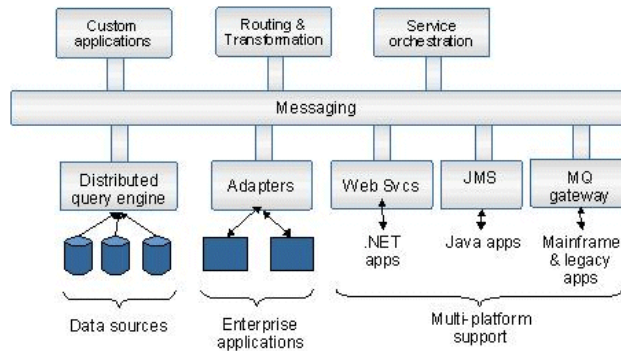 Custom
applications
Routing &
Transformation
Service
orchestration
Messaging
Distributed
query engine
Adapters
Web Svcs
JMS
MQ
gateway
.NET
apps
Java apps
Mainframe
& legacy
apps
Data sources
Enterprise
applications
Multi-platform
support